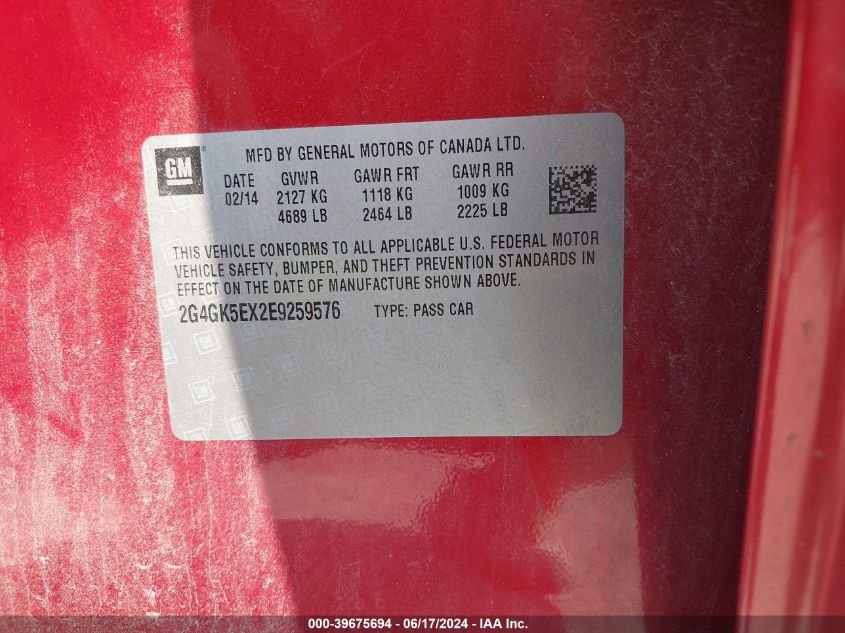 GM
MFD BY GENERAL MOTORS OF CANADA LTD.
DATE GVWR GAWR FRT GAWR RR
02/14 2127 KG 1118 KG 1009 KG
4689 LB 2464 LB 2225 LB
THIS VEHICLE CONFORMS TO ALL APPLICABLE U.S. FEDERAL MOTOR
VEHICLE SAFETY, BUMPER, AND THEFT PREVENTION STANDARDS IN
EFFECT ON THE DATE OF MANUFACTURE SHOWN ABOVE.
2G4GK5EX2E9259576 TYPE: PASS CAR
000-39675694 - 06/17/2024 - IAA Inc.